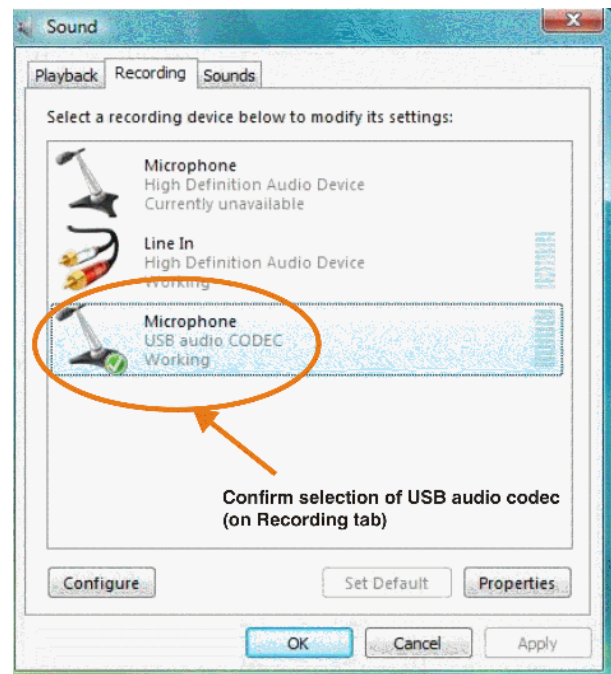 Sound
Playback Recording Sounds
Select a recording device below to modify its settings:
Microphone
High Definition Audio Device
Currently unavailable
Line In
High Definition Audio Device
Working
Microphone
USB audio CODEC
Working
Confirm selection of USB audio codec
(on Recording tab)
Configure Set Default Properties
OK Cancel Apply